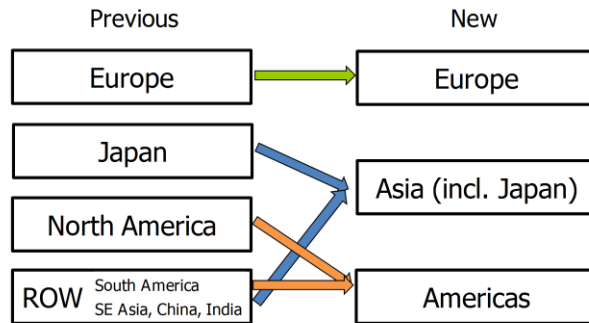 Previous
New
Europe
Europe
Japan
Asia (incl. Japan)
North America
ROW
South America
SE Asia, China, India
Americas